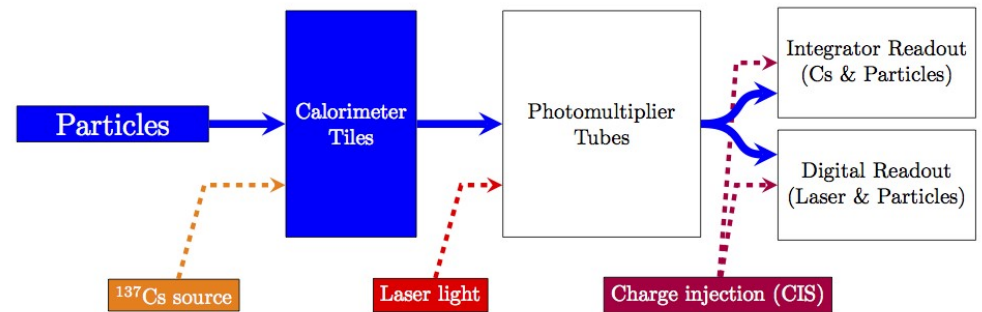 Particles
Calorimeter
Tiles
Photomultiplier
Tubes
Integrator Readout
(Cs & Particles)
Digital Readout
(Laser & Particles)
¹³⁷Cs source
Laser light
Charge injection (CIS)